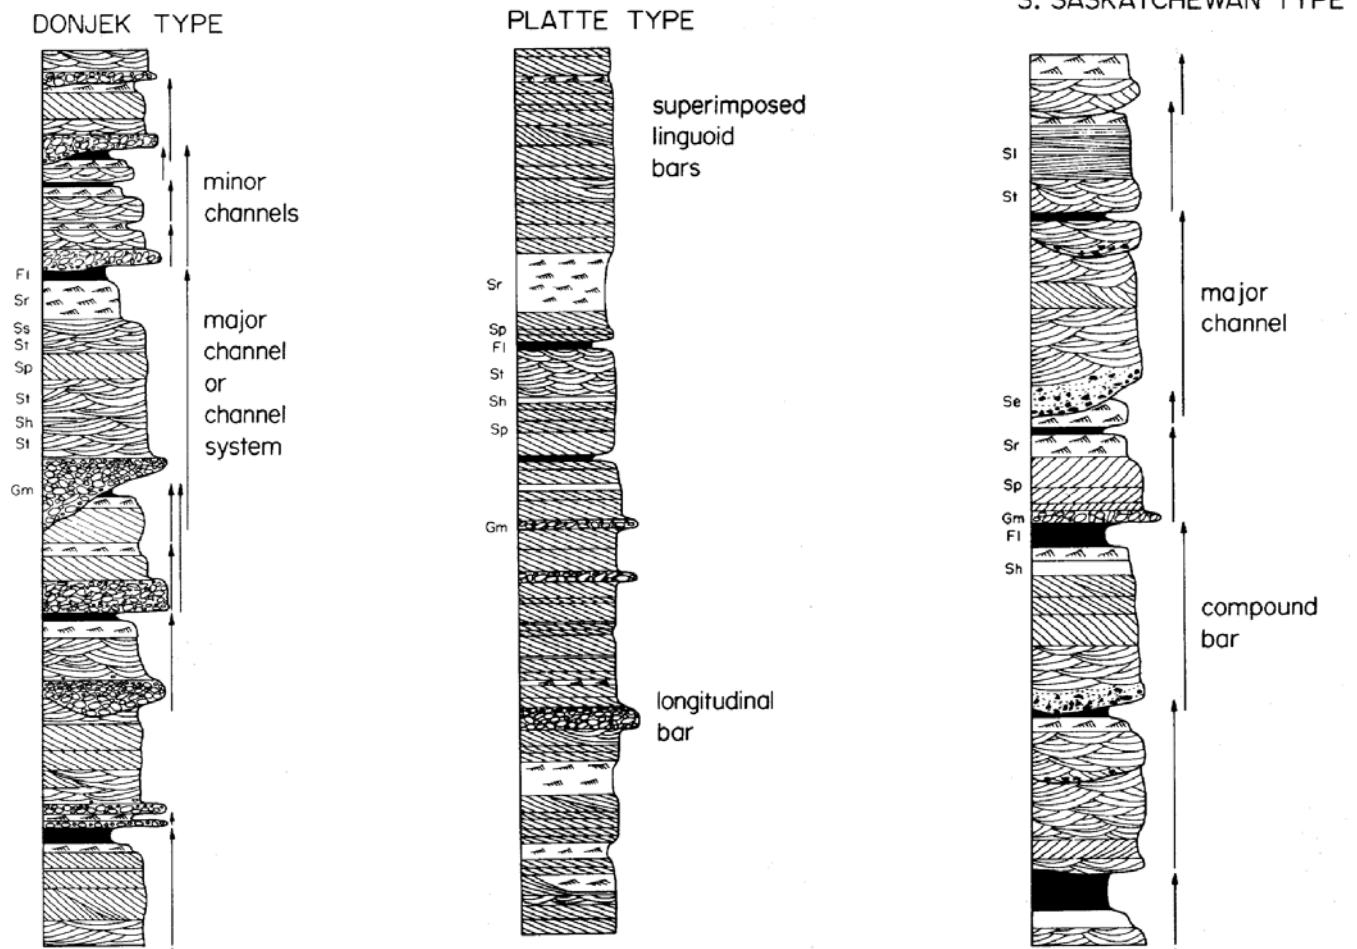 DONJEK TYPE
minor
channels
Fl
Sr
Ss
St
Sp
St
Sh
St
major
channel
or
channel
system
Gm
PLATTE TYPE
superimposed
linguoid
bars
Sr
Sp
Fl
St
Sh
Sp
Gm
longitudinal
bar
S. SASKATCHEWAN TYPE
Sl
St
major
channel
Se
Sr
Sp
Gm
Fl
Sh
compound
bar